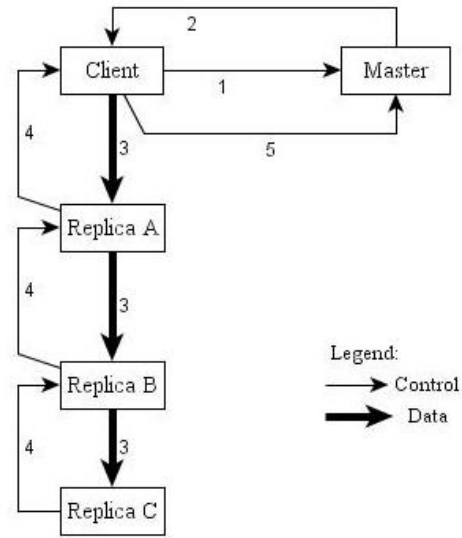 2
Client
Master
1
4
3
5
Replica A
4
3
Legend:
Control
Replica B
Data
4
3
Replica C